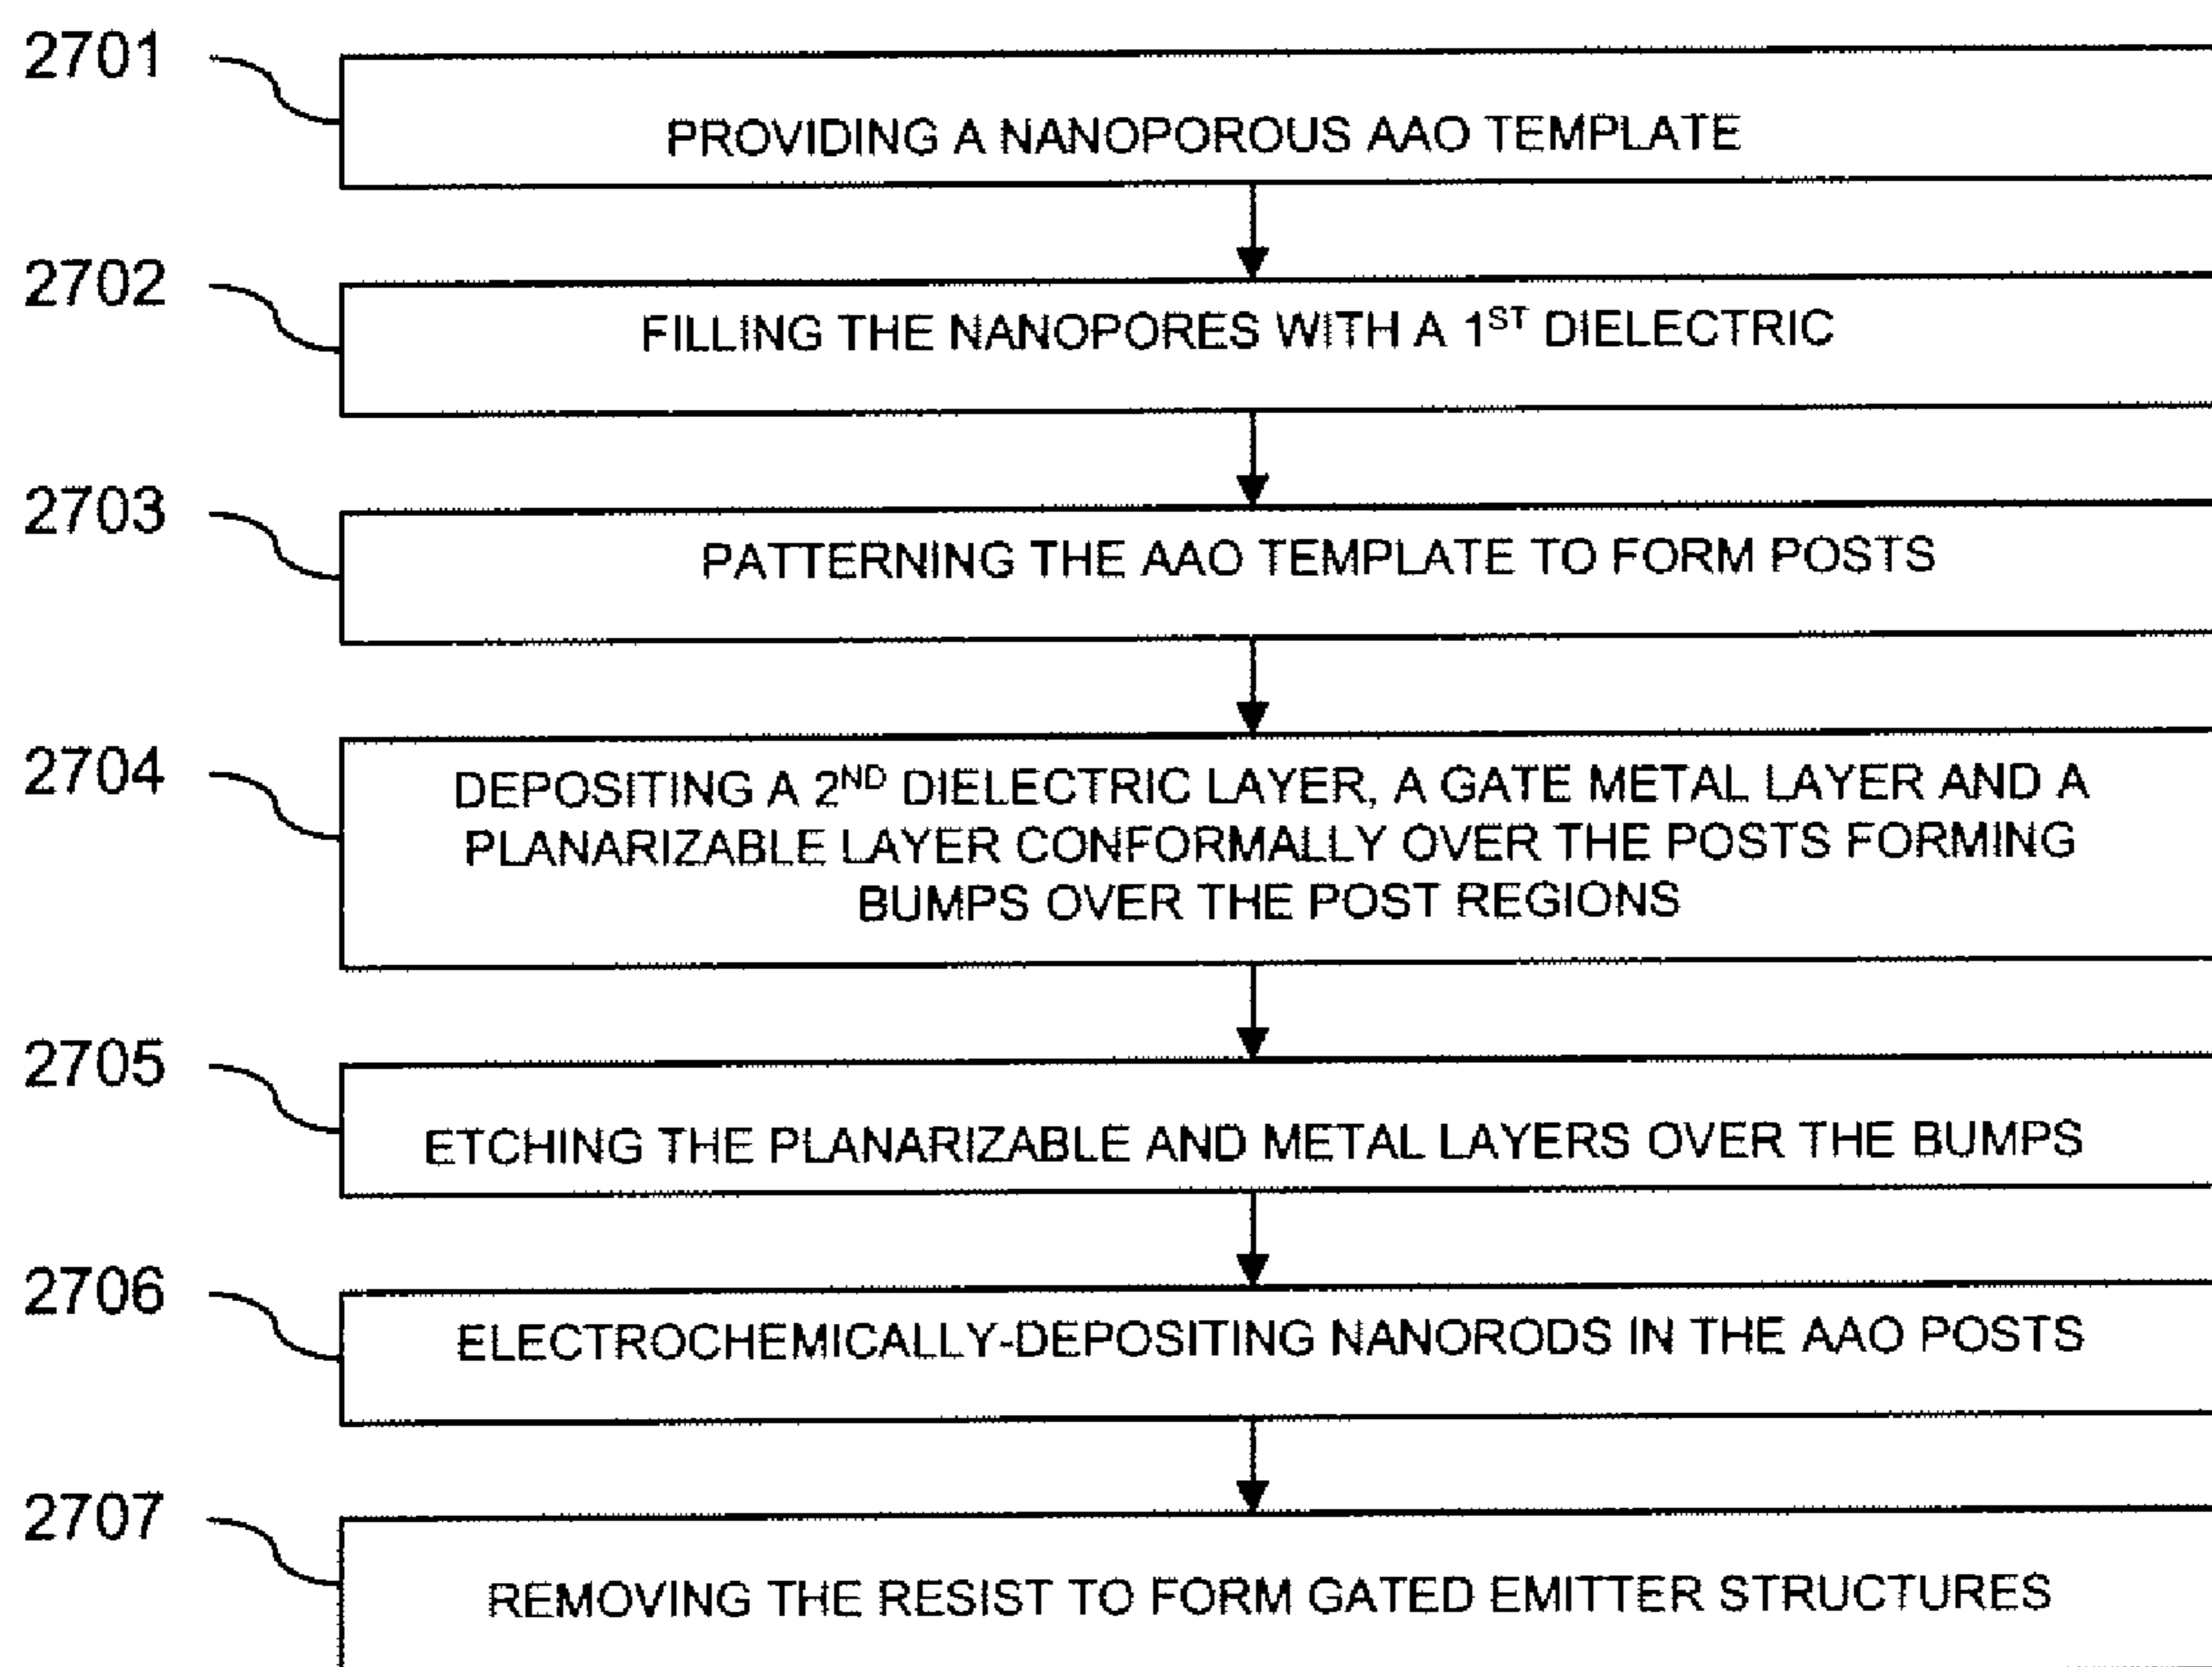 2701
PROVIDING A NANOPOROUS AAO TEMPLATE
2702
FILLING THE NANOPORES WITH A 1ST DIELECTRIC
2703
PATTERNING THE AAO TEMPLATE TO FORM POSTS
2704
DEPOSITING A 2ND DIELECTRIC LAYER, A GATE METAL LAYER AND A
PLANARIZABLE LAYER CONFORMALLY OVER THE POSTS FORMING
BUMPS OVER THE POST REGIONS
2705
ETCHING THE PLANARIZABLE AND METAL LAYERS OVER THE BUMPS
2706
ELECTROCHEMICALLY-DEPOSITING NANORODS IN THE AAO POSTS
2707
REMOVING THE RESIST TO FORM GATED EMITTER STRUCTURES